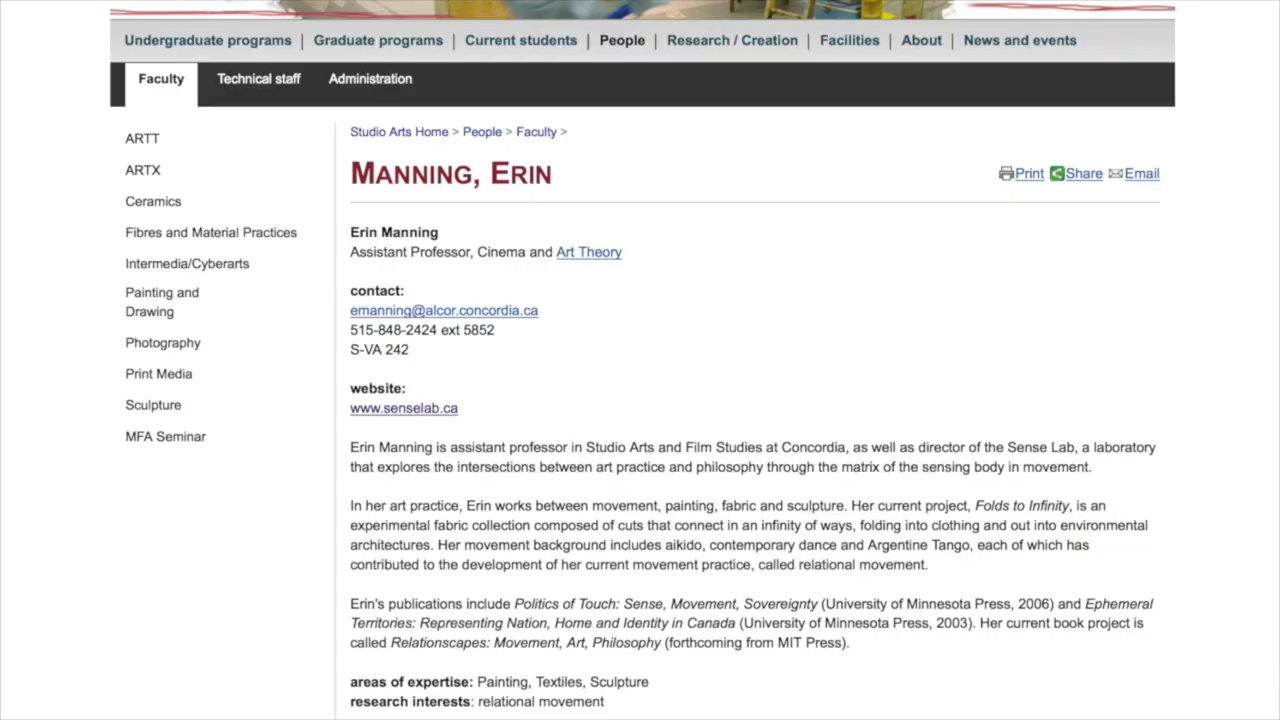 Undergraduate programs | Graduate programs | Current students | People | Research / Creation | Facilities | About | News and events
Faculty Technical staff Administration
ARTT
ARTX
Ceramics
Fibres and Material Practices
Intermedia/Cyberarts
Painting and
Drawing
Photography
Print Media
Sculpture
MFA Seminar
Studio Arts Home > People > Faculty >
MANNING, ERIN
Print Share Email
Erin Manning
Assistant Professor, Cinema and Art Theory
contact:
emanning@alcor.concordia.ca
515-848-2424 ext 5852
S-VA 242
website:
www.senselab.ca
Erin Manning is assistant professor in Studio Arts and Film Studies at Concordia, as well as director of the Sense Lab, a laboratory
that explores the intersections between art practice and philosophy through the matrix of the sensing body in movement.
In her art practice, Erin works between movement, painting, fabric and sculpture. Her current project, Folds to Infinity, is an
experimental fabric collection composed of cuts that connect in an infinity of ways, folding into clothing and out into environmental
architectures. Her movement background includes aikido, contemporary dance and Argentine Tango, each of which has
contributed to the development of her current movement practice, called relational movement.
Erin's publications include Politics of Touch: Sense, Movement, Sovereignty (University of Minnesota Press, 2006) and Ephemeral
Territories: Representing Nation, Home and Identity in Canada (University of Minnesota Press, 2003). Her current book project is
called Relationscapes: Movement, Art, Philosophy (forthcoming from MIT Press).
areas of expertise: Painting, Textiles, Sculpture
research interests: relational movement